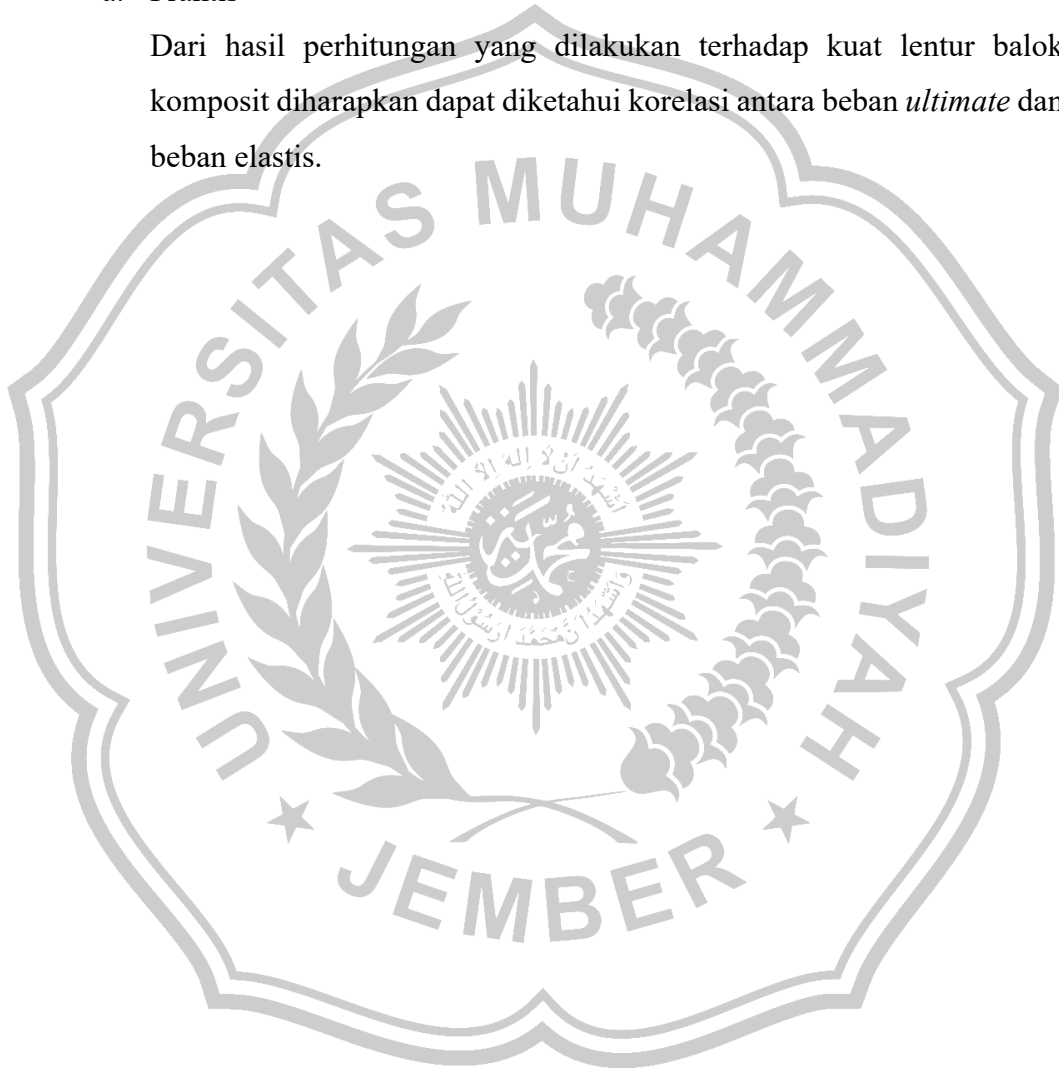 Dari hasil perhitungan yang dilakukan terhadap kuat lentur balok
komposit diharapkan dapat diketahui korelasi antara beban ultimate dan
beban elastis.
UNIVERSITAS MUHAMMADIYAH
★ JEMBER ★